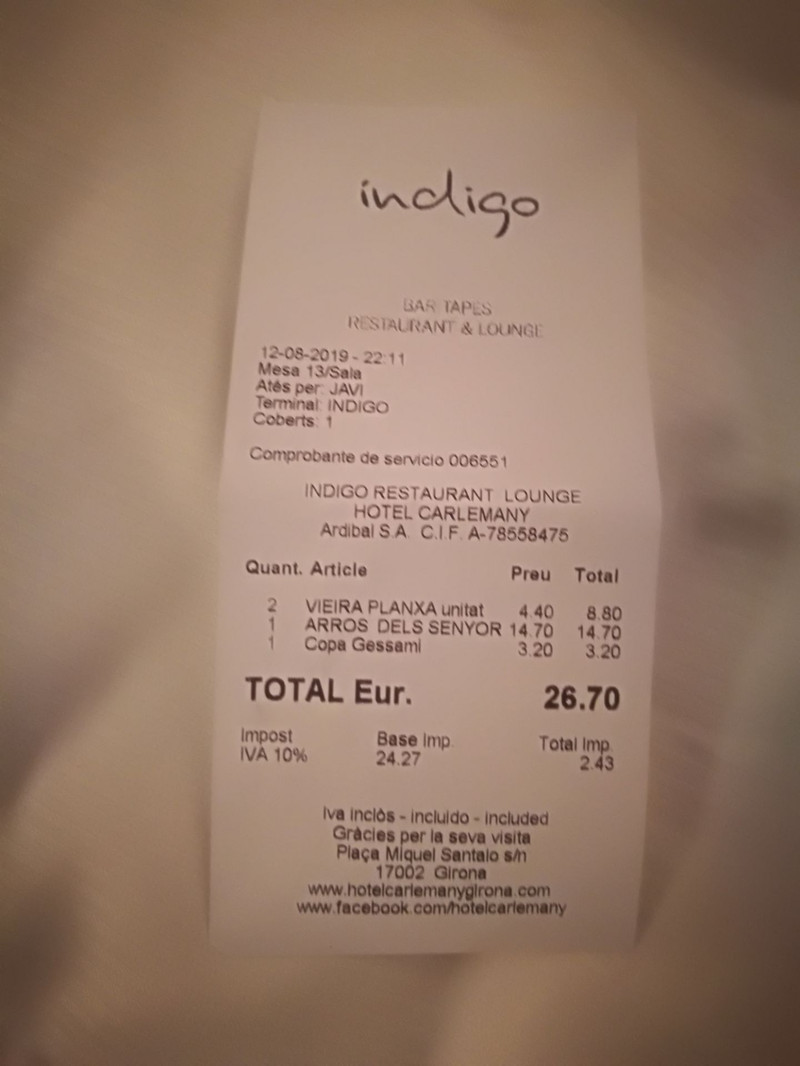 indigo
BAR TAPES
RESTAURANT & LOUNGE
12-08-2019 - 22:11
Mesa 13/Sala
Atés per: JAVI
Terminal: INDIGO
Coberts: 1
Comprobante de servicio 006551
INDIGO RESTAURANT LOUNGE
HOTEL CARLEMANY
Ardibal S.A. C.I.F. A-78558475
Quant. Article Preu Total
2 VIEIRA PLANXA unitat 4.40 8.80
1 ARROS DELS SENYOR 14.70 14.70
1 Copa Gessami 3.20 3.20
TOTAL Eur. 26.70
Impost Base Imp. Total Imp.
IVA 10% 24.27 2.43
Iva inclòs - incluido - included
Gràcies per la seva visita
Plaça Miquel Santalo s/n
17002 Girona
www.hotelcarlemanygirona.com
www.facebook.com/hotelcarlemany